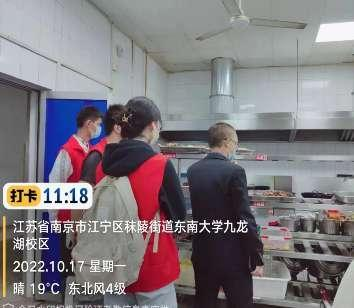 打卡 11:18
江苏省南京市江宁区秣陵街道东南大学九龙
湖校区
2022.10.17 星期一
晴 19°C 东北风4级